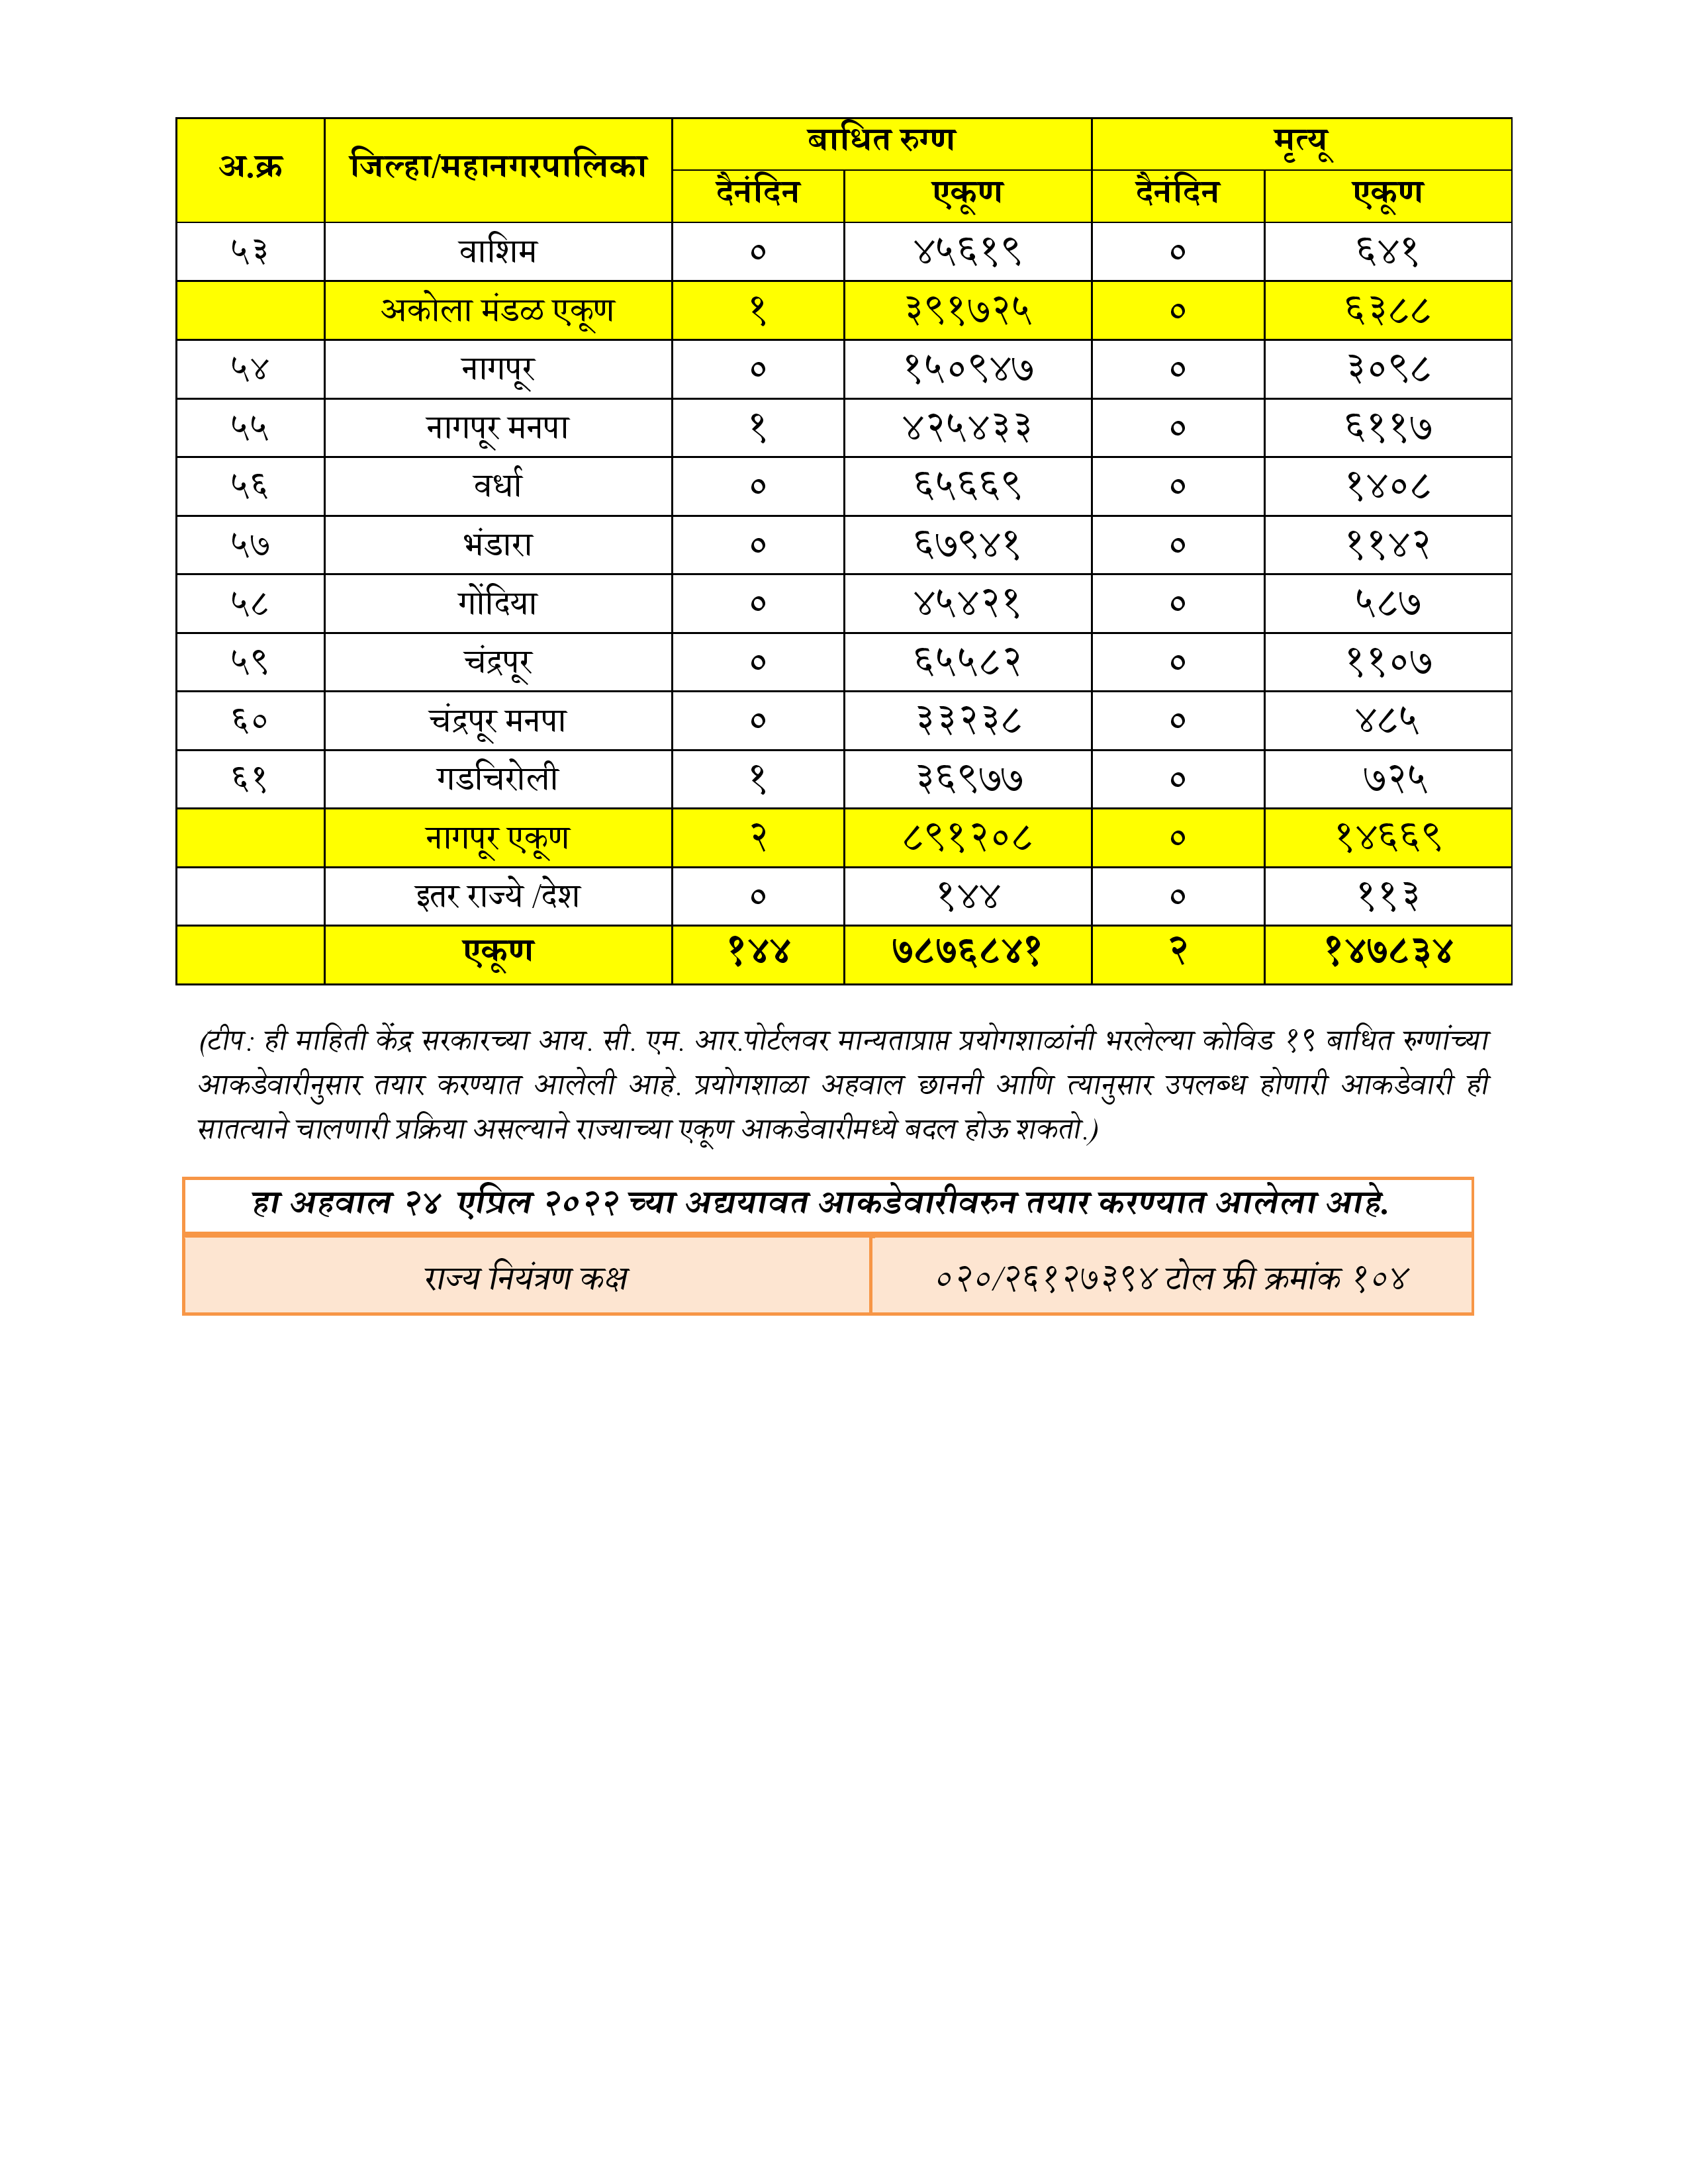 अ.क्र जिल्हा/महानगरपालिका बाधित रुग्ण मृत्यू
दैनंदिन एकूण दैनंदिन एकूण
५३ वाशिम ० ४५६१९ ० ६४१
अकोला मंडळ एकूण १ ३९१७२५ ० ६३८८
५४ नागपूर ० १५०९४७ ० ३०९८
५५ नागपूर मनपा १ ४२५४३३ ० ६११७
५६ वर्धा ० ६५६६९ ० १४०८
५७ भंडारा ० ६७९४१ ० ११४२
५८ गोंदिया ० ४५४२१ ० ५८७
५९ चंद्रपूर ० ६५५८२ ० ११०७
६० चंद्रपूर मनपा ० ३३२३८ ० ४८५
६१ गडचिरोली १ ३६९७७ ० ७२५
नागपूर एकूण २ ८९१२०८ ० १४६६९
इतर राज्ये /देश ० १४४ ० ११३
एकूण १४४ ७८७६८४१ २ १४७८३४
(टीप: ही माहिती केंद्र सरकारच्या आय. सी. एम. आर.पोर्टलवर मान्यताप्राप्त प्रयोगशाळांनी भरलेल्या कोविड १९ बाधित रुग्णांच्या
आकडेवारीनुसार तयार करण्यात आलेली आहे. प्रयोगशाळा अहवाल छाननी आणि त्यानुसार उपलब्ध होणारी आकडेवारी ही
सातत्याने चालणारी प्रक्रिया असल्याने राज्याच्या एकूण आकडेवारीमध्ये बदल होऊ शकतो.)
हा अहवाल २४ एप्रिल २०२२ च्या अद्ययावत आकडेवारीवरुन तयार करण्यात आलेला आहे.
राज्य नियंत्रण कक्ष ०२०/२६१२७३९४ टोल फ्री क्रमांक १०४